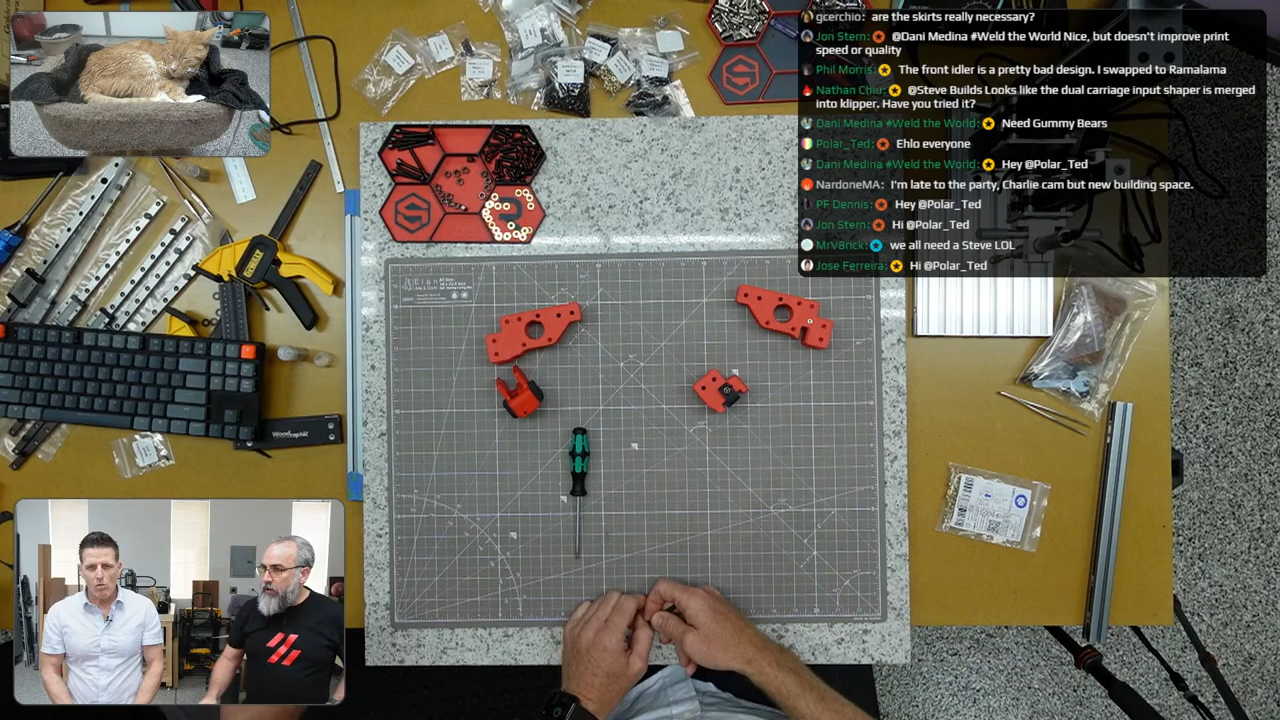 gcerchio: are the skirts really necessary?
Jon Stern: @Dani Medina #Weld the World Nice, but doesn't improve print
speed or quality
Phil Morris: The front idler is a pretty bad design. I swapped to Ramalama
Nathan Chiu: @Steve Builds Looks like the dual carriage input shaper is merged
into klipper. Have you tried it?
Dani Medina #Weld the World: Need Gummy Bears
Polar_Ted: Ehlo everyone
Dani Medina #Weld the World: Hey @Polar_Ted
NardoneMA: I'm late to the party, Charlie cam but new building space.
PF Dennis: Hey @Polar_Ted
Jon Stern: Hi @Polar_Ted
MrV8rick: we all need a Steve LOL
Jose Ferreira: Hi @Polar_Ted
Elan
DEWALT